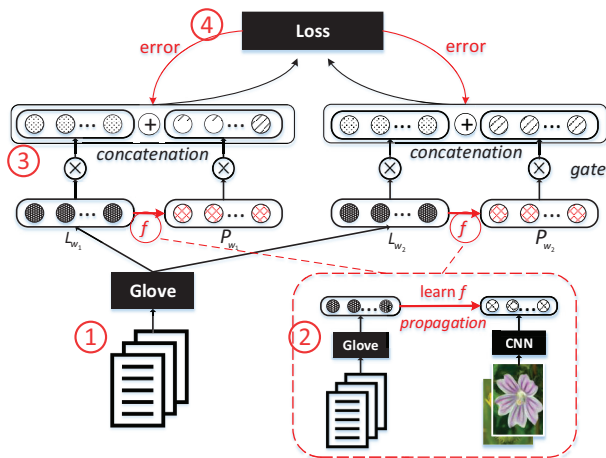 ④
Loss
error
error
+
+
concatenation
concatenation
③
×
×
×
×
gate
f
f
L_{w_1}
P_{w_1}
L_{w_2}
P_{w_2}
Glove
learn f
①
②
propagation
Glove
CNN